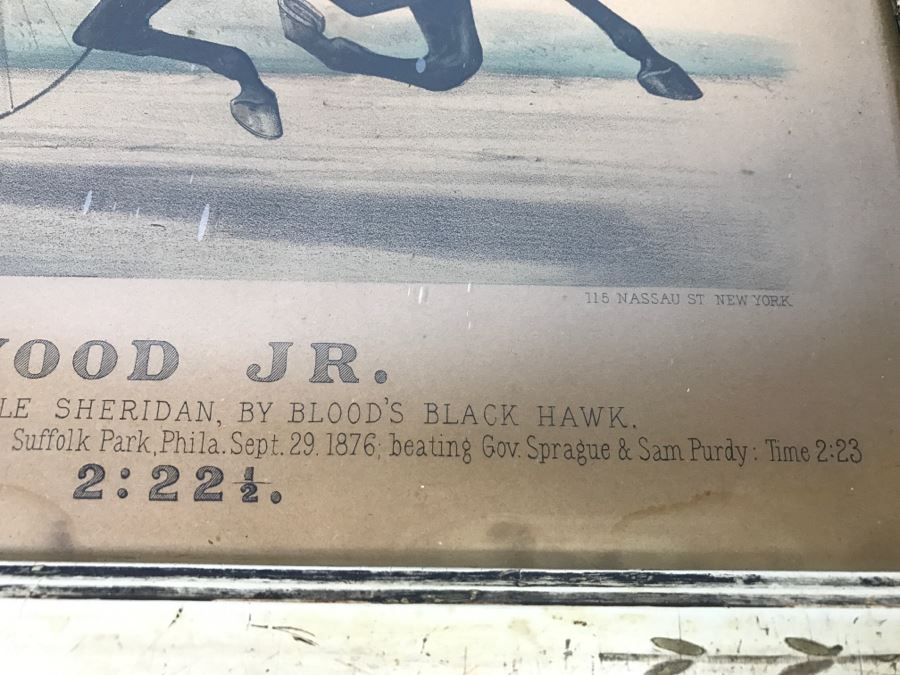 115 NASSAU ST NEW YORK
OOD JR.
LE SHERIDAN, BY BLOOD'S BLACK HAWK.
Suffolk Park, Phila. Sept. 29. 1876; beating Gov. Sprague & Sam Purdy: Time 2:23
2:22½.